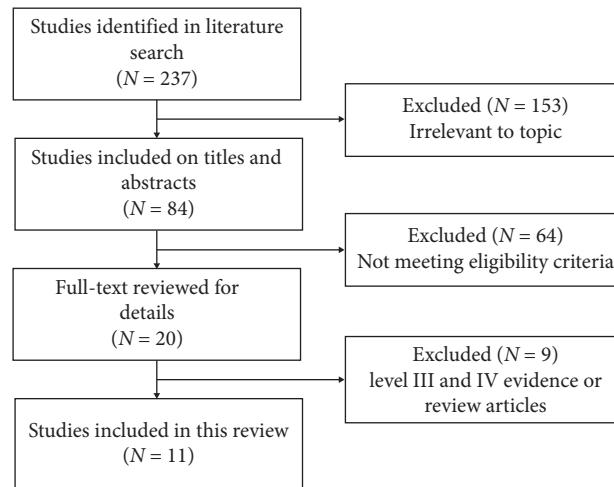 Studies identified in literature
search
(N = 237)
Excluded (N = 153)
Irrelevant to topic
Studies included on titles and
abstracts
(N = 84)
Excluded (N = 64)
Not meeting eligibility criteria
Full-text reviewed for
details
(N = 20)
Excluded (N = 9)
level III and IV evidence or
review articles
Studies included in this review
(N = 11)